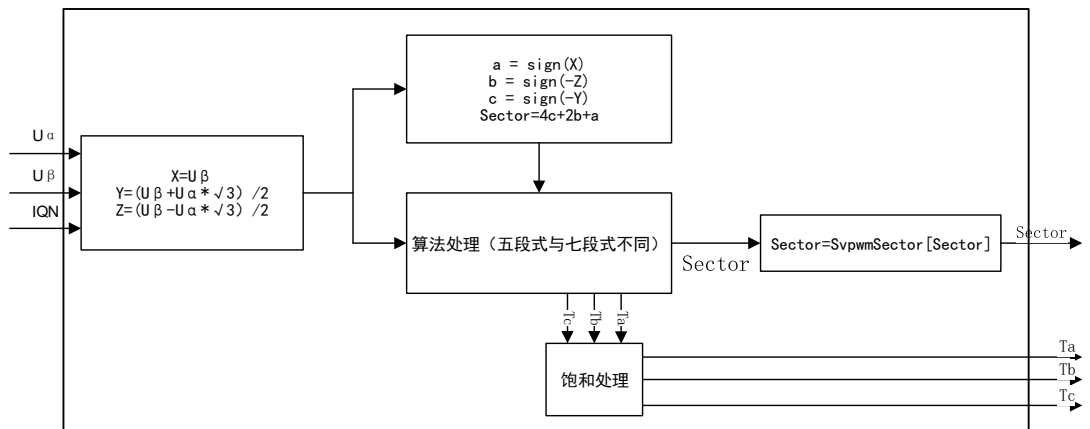 Uα
Uβ
IQN
X=Uβ
Y=(Uβ+Uα*√3) /2
Z=(Uβ-Uα*√3) /2
a = sign(X)
b = sign(-Z)
c = sign(-Y)
Sector=4c+2b+a
算法处理（五段式与七段式不同）
Sector
Sector=SvpwmSector[Sector]
Sector
Tc
Tb
Ta
饱和处理
Ta
Tb
Tc